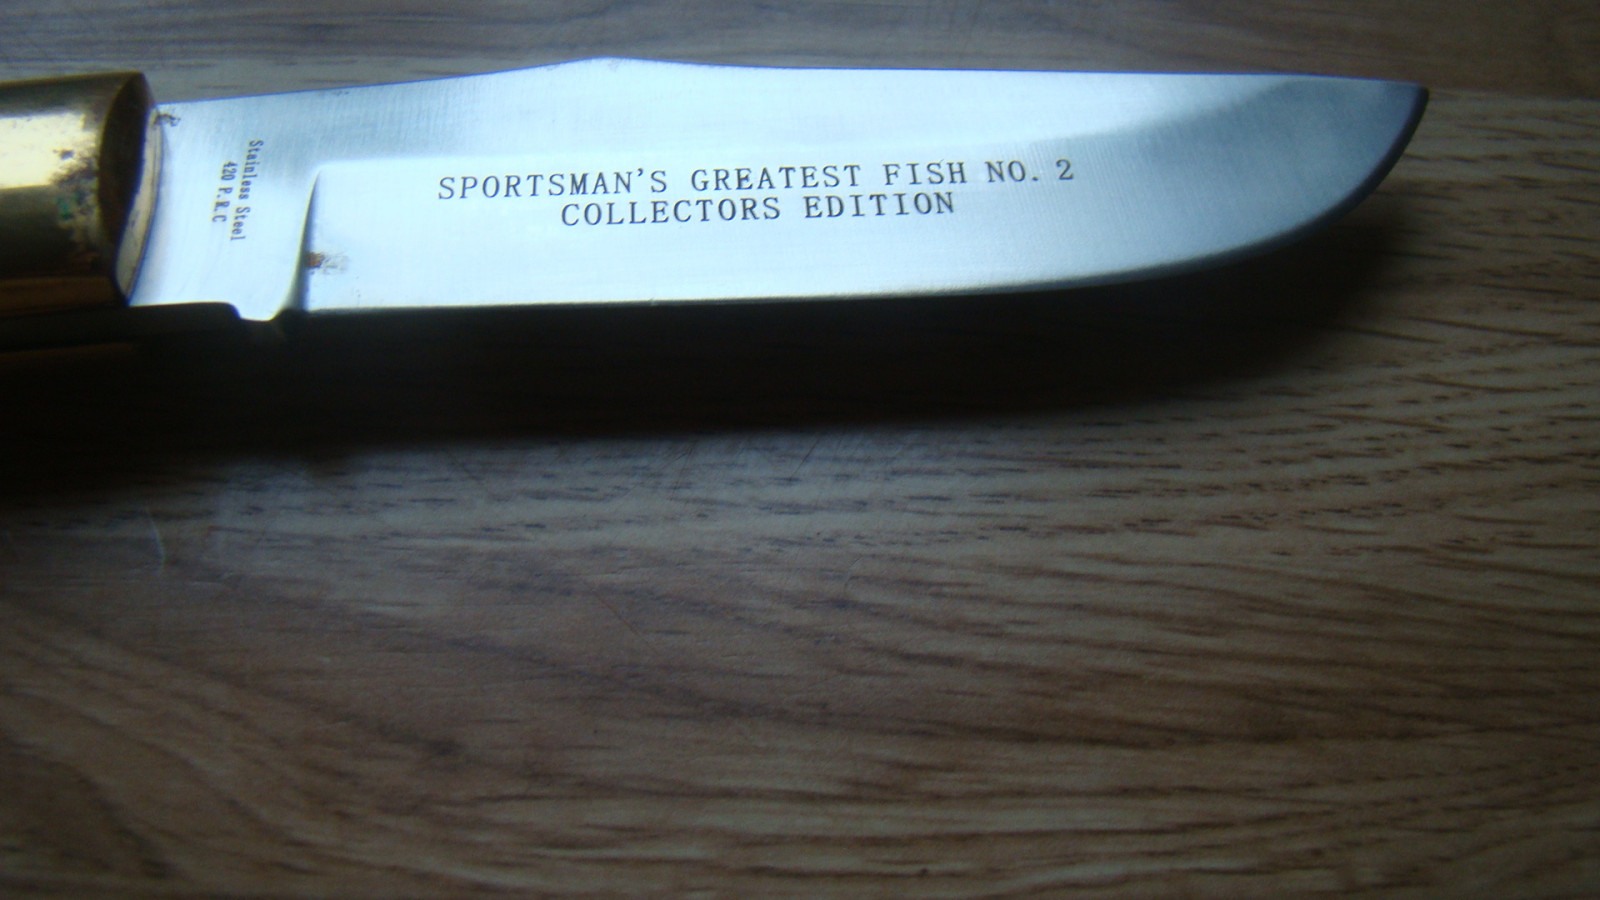 SPORTSMAN'S GREATEST FISH NO. 2
COLLECTORS EDITION
Stainless Steel
420 P.R.C